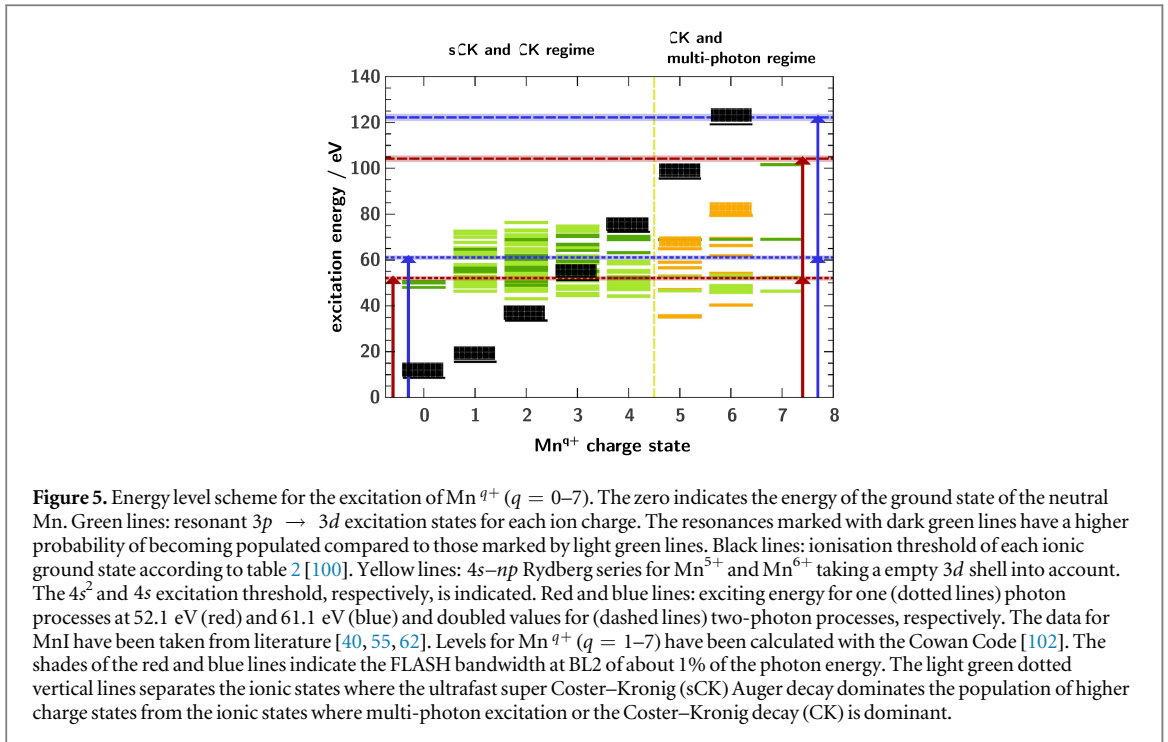 sCK and CK regime
CK and
multi-photon regime
excitation energy / eV
140
120
100
80
60
40
20
0
0 1 2 3 4 5 6 7 8
Mn^q+ charge state
Figure 5. Energy level scheme for the excitation of Mn ^q+ (q = 0–7). The zero indicates the energy of the ground state of the neutral
Mn. Green lines: resonant 3p → 3d excitation states for each ion charge. The resonances marked with dark green lines have a higher
probability of becoming populated compared to those marked by light green lines. Black lines: ionisation threshold of each ionic
ground state according to table 2 [100]. Yellow lines: 4s–np Rydberg series for Mn^5+ and Mn^6+ taking a empty 3d shell into account.
The 4s^2 and 4s excitation threshold, respectively, is indicated. Red and blue lines: exciting energy for one (dotted lines) photon
processes at 52.1 eV (red) and 61.1 eV (blue) and doubled values for (dashed lines) two-photon processes, respectively. The data for
MnI have been taken from literature [40, 55, 62]. Levels for Mn ^q+ (q = 1–7) have been calculated with the Cowan Code [102]. The
shades of the red and blue lines indicate the FLASH bandwidth at BL2 of about 1% of the photon energy. The light green dotted
vertical lines separates the ionic states where the ultrafast super Coster–Kronig (sCK) Auger decay dominates the population of higher
charge states from the ionic states where multi-photon excitation or the Coster–Kronig decay (CK) is dominant.